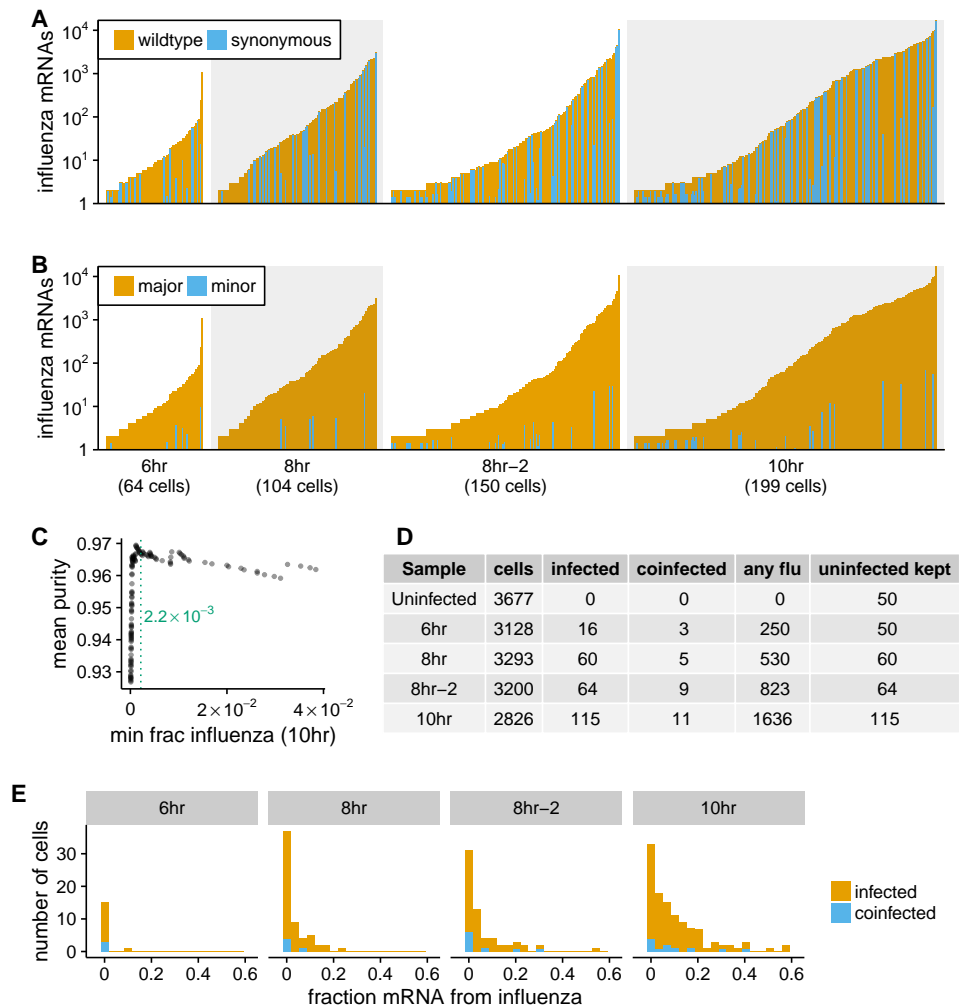 A
influenza mRNAs
10⁴
10³
10²
10¹
1
wildtype synonymous
B
influenza mRNAs
10⁴
10³
10²
10¹
1
major minor
6hr 8hr 8hr−2 10hr
(64 cells) (104 cells) (150 cells) (199 cells)
C
mean purity
0.97
0.96
0.95
0.94
0.93
2.2×10⁻³
0 2×10⁻² 4×10⁻²
min frac influenza (10hr)
D
Sample cells infected coinfected any flu uninfected kept
Uninfected 3677 0 0 0 50
6hr 3128 16 3 250 50
8hr 3293 60 5 530 60
8hr−2 3200 64 9 823 64
10hr 2826 115 11 1636 115
E
6hr 8hr 8hr−2 10hr
number of cells
30
20
10
0
0 0.2 0.4 0.6 0 0.2 0.4 0.6 0 0.2 0.4 0.6 0 0.2 0.4 0.6
fraction mRNA from influenza
infected
coinfected